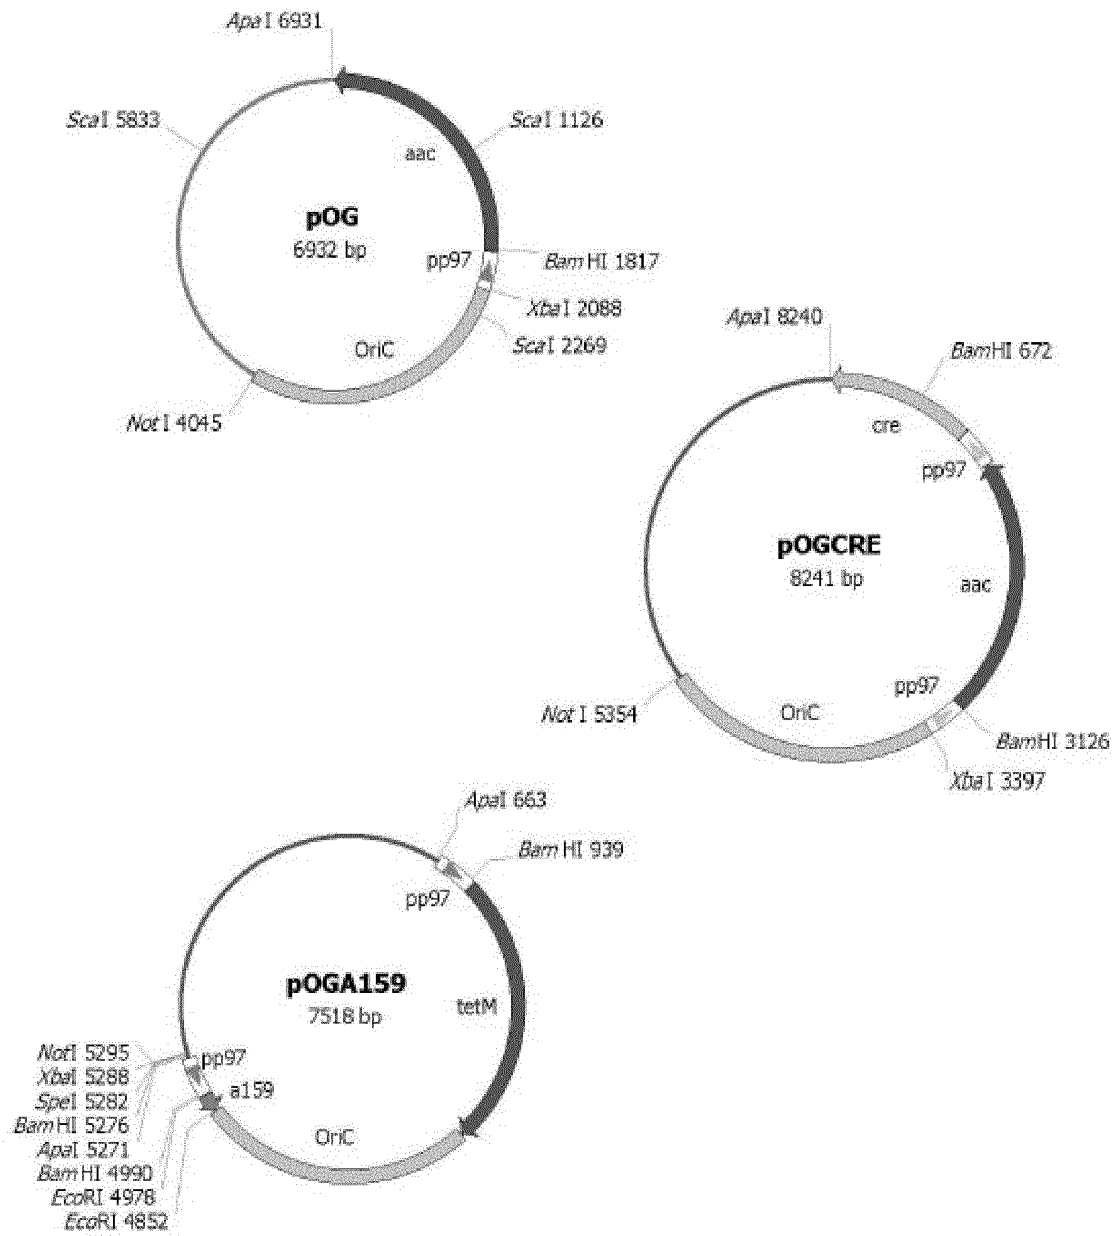 ApaI 6931
ScaI 5833
ScaI 1126
aac
pOG
6932 bp
pp97
BamHI 1817
XbaI 2088
ScaI 2269
OriC
NotI 4045
ApaI 8240
BamHI 672
cre
pp97
pOGCRE
8241 bp
aac
pp97
NotI 5354
OriC
BamHI 3126
XbaI 3397
ApaI 663
BamHI 939
pp97
pOGA159
7518 bp
tetM
NotI 5295
pp97
XbaI 5288
a159
SpeI 5282
BamHI 5276
OriC
ApaI 5271
BamHI 4990
EcoRI 4978
EcoRI 4852